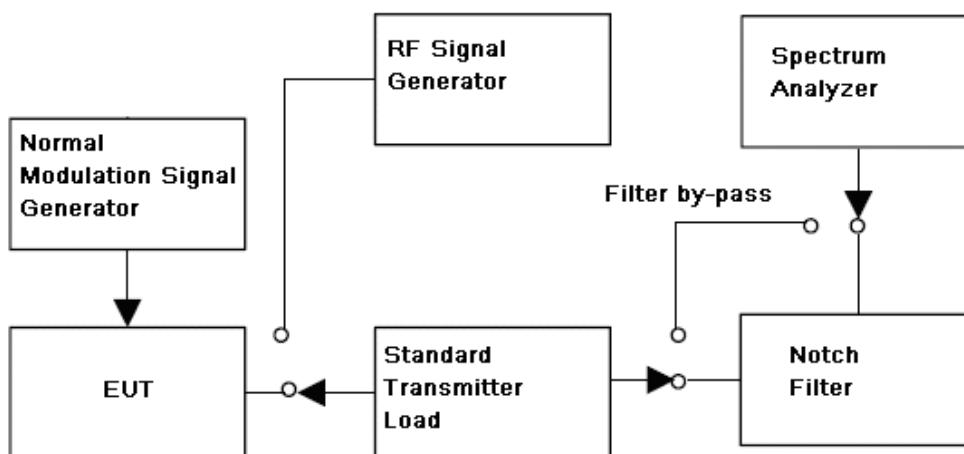 RF Signal
Generator
Spectrum
Analyzer
Normal
Modulation Signal
Generator
Filter by-pass
EUT
Standard
Transmitter
Load
Notch
Filter